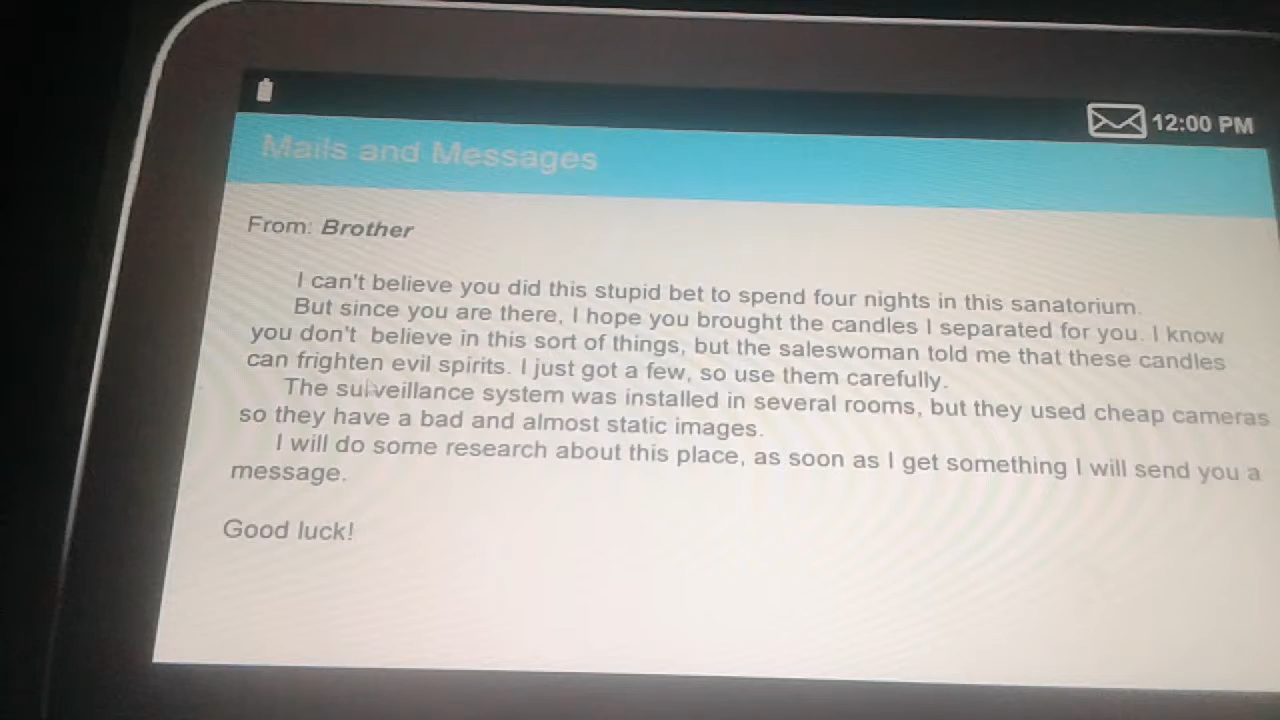 12:00 PM
Mails and Messages
From: Brother
I can't believe you did this stupid bet to spend four nights in this sanatorium.
But since you are there, I hope you brought the candles I separated for you. I know
you don't believe in this sort of things, but the saleswoman told me that these candles
can frighten evil spirits. I just got a few, so use them carefully.
The surveillance system was installed in several rooms, but they used cheap cameras
so they have a bad and almost static images.
I will do some research about this place, as soon as I get something I will send you a
message.
Good luck!